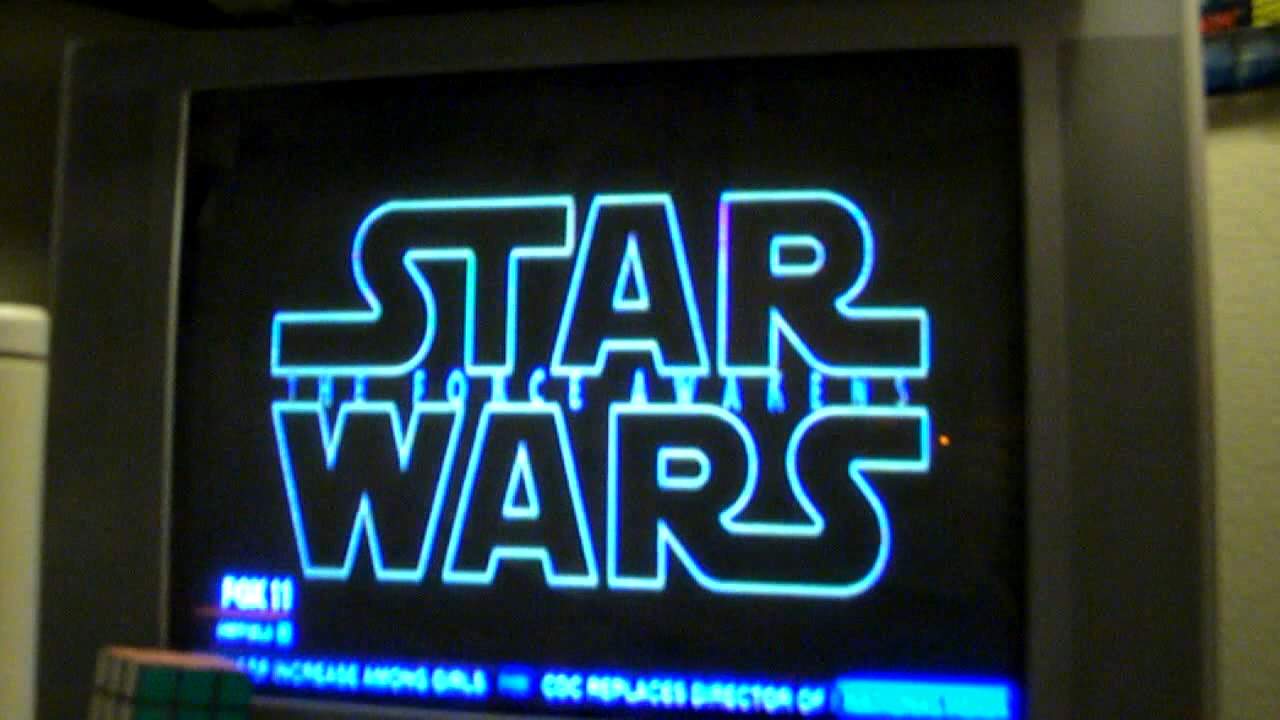 STAR
THE FORCE AWAKENS
WARS
FOX 11
INCREASE AMONG GIRLS CDC REPLACES DIRECTOR OF